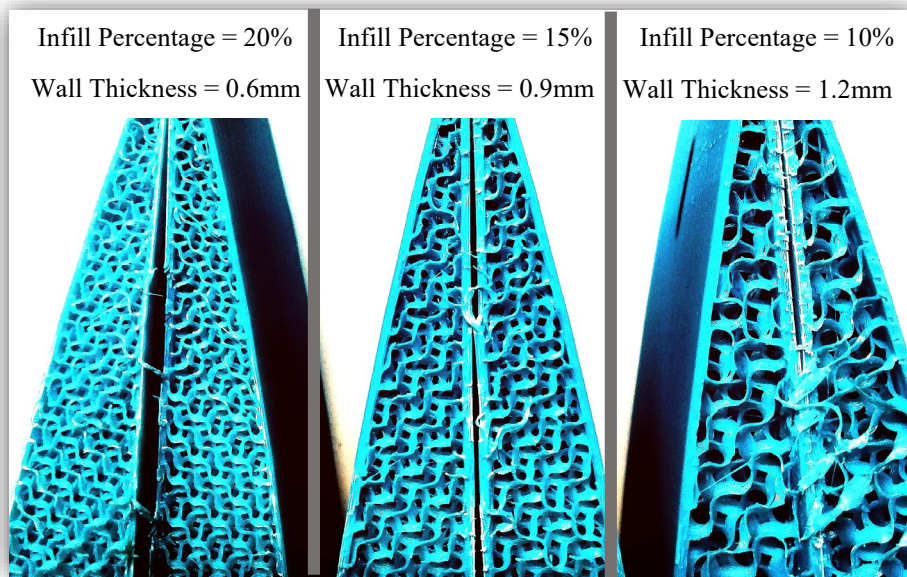 Infill Percentage = 20%
Wall Thickness = 0.6mm
Infill Percentage = 15%
Wall Thickness = 0.9mm
Infill Percentage = 10%
Wall Thickness = 1.2mm